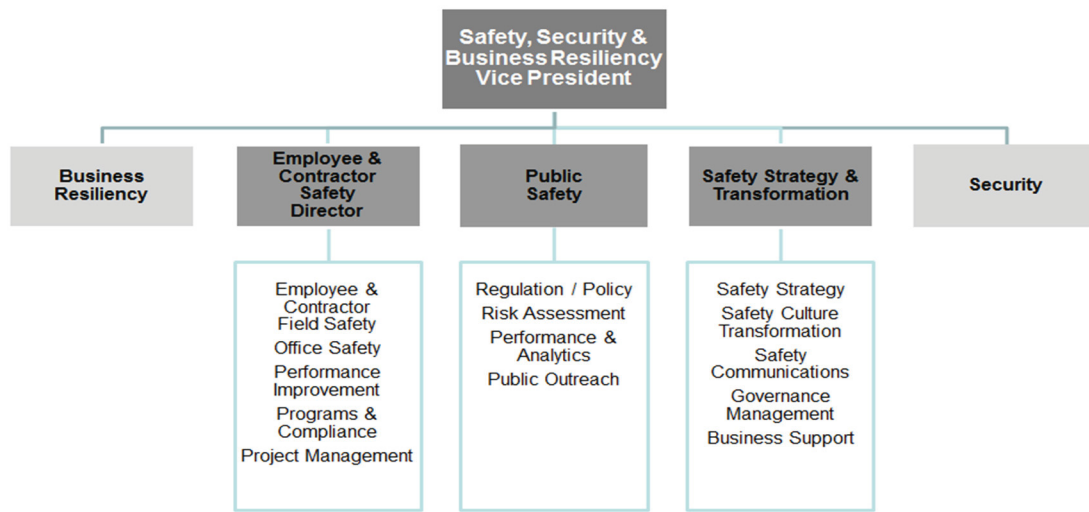 Safety, Security &
Business Resiliency
Vice President
Business
Resiliency
Employee &
Contractor
Safety
Director
Public
Safety
Safety Strategy &
Transformation
Security
Employee &
Contractor
Field Safety
Office Safety
Performance
Improvement
Programs &
Compliance
Project Management
Regulation / Policy
Risk Assessment
Performance &
Analytics
Public Outreach
Safety Strategy
Safety Culture
Transformation
Safety
Communications
Governance
Management
Business Support